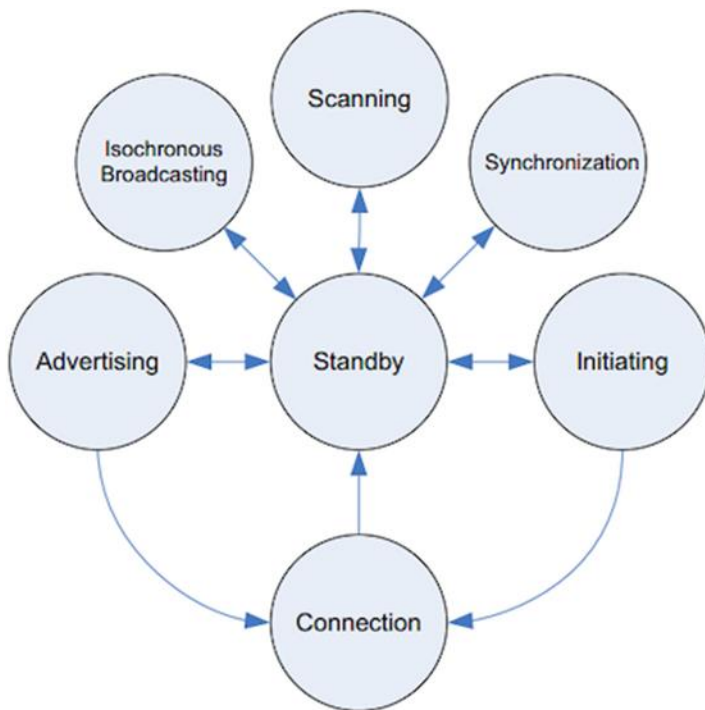 Scanning
Isochronous
Broadcasting
Synchronization
Advertising
Standby
Initiating
Connection